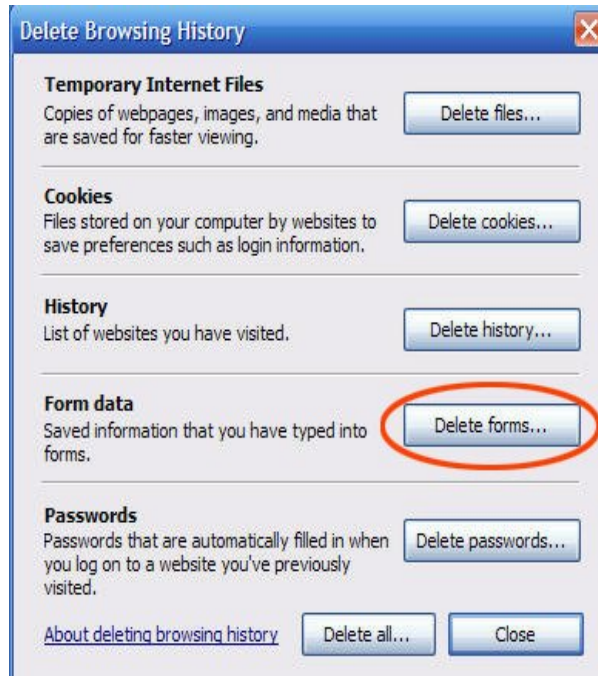 Delete Browsing History
Temporary Internet Files
Copies of webpages, images, and media that
are saved for faster viewing.
Delete files...
Cookies
Files stored on your computer by websites to
save preferences such as login information.
Delete cookies...
History
List of websites you have visited.
Delete history...
Form data
Saved information that you have typed into
forms.
Delete forms...
Passwords
Passwords that are automatically filled in when
you log on to a website you've previously
visited.
Delete passwords...
About deleting browsing history
Delete all...
Close